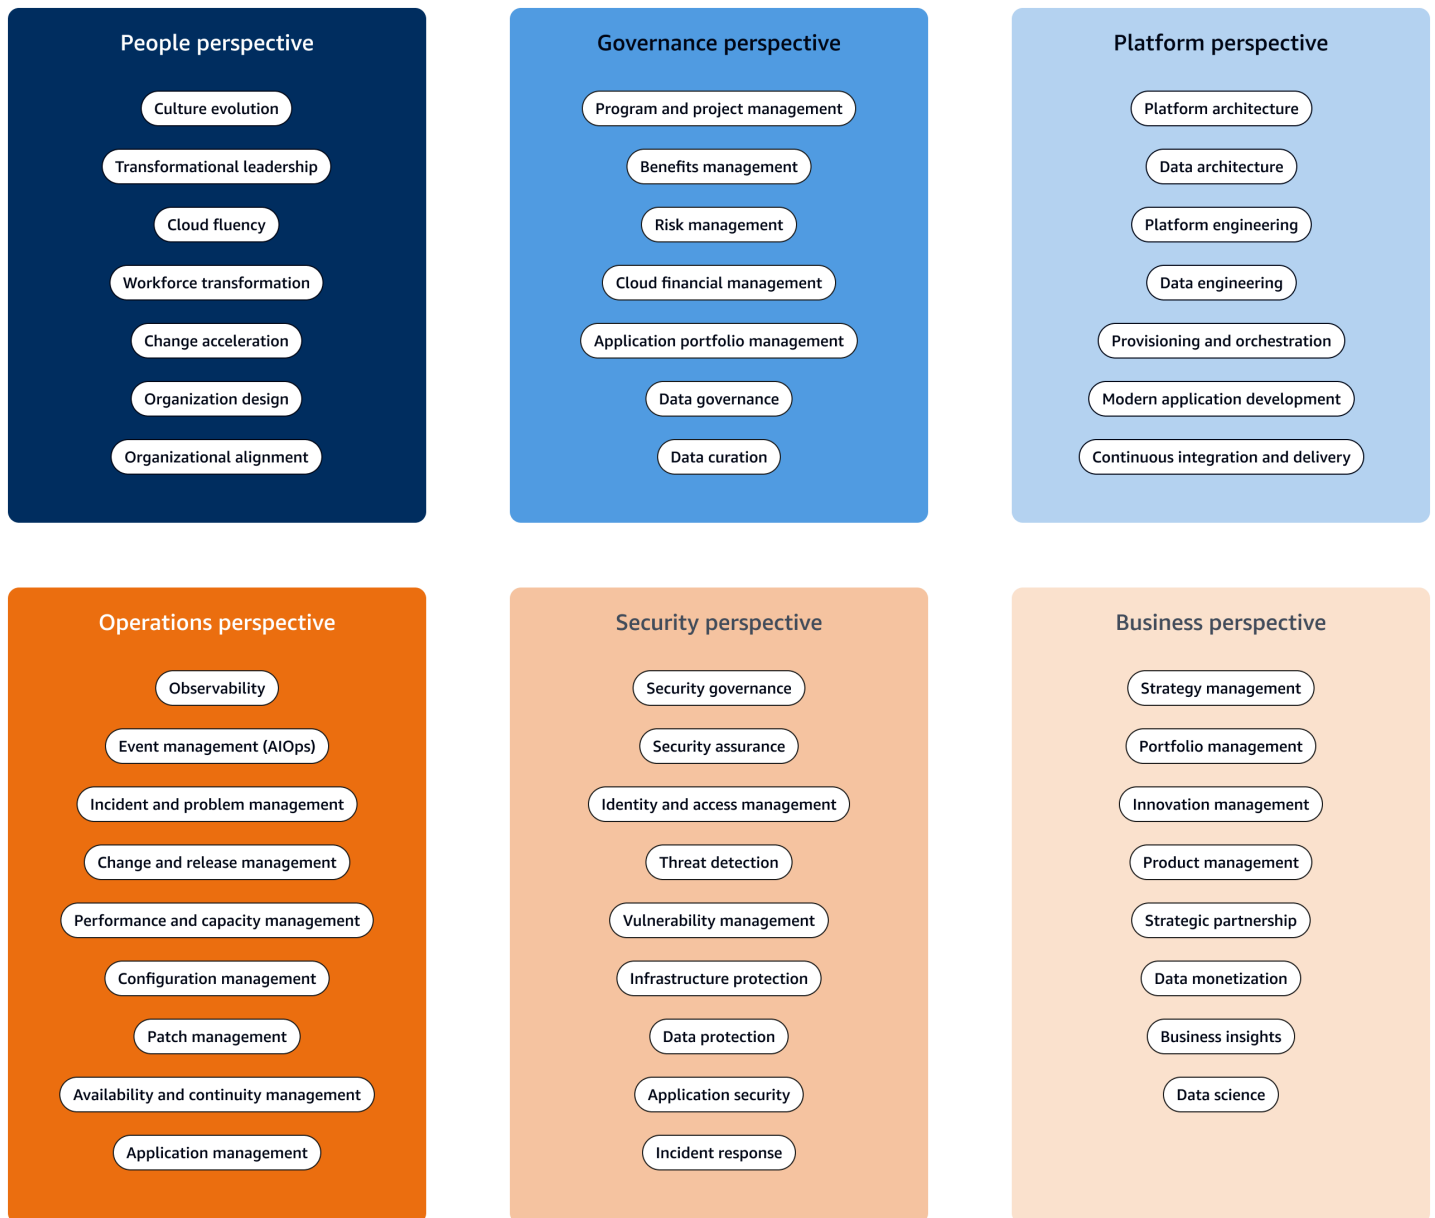 People perspective
Culture evolution
Transformational leadership
Cloud fluency
Workforce transformation
Change acceleration
Organization design
Organizational alignment
Governance perspective
Program and project management
Benefits management
Risk management
Cloud financial management
Application portfolio management
Data governance
Data curation
Platform perspective
Platform architecture
Data architecture
Platform engineering
Data engineering
Provisioning and orchestration
Modern application development
Continuous integration and delivery
Operations perspective
Observability
Event management (AIOps)
Incident and problem management
Change and release management
Performance and capacity management
Configuration management
Patch management
Availability and continuity management
Application management
Security perspective
Security governance
Security assurance
Identity and access management
Threat detection
Vulnerability management
Infrastructure protection
Data protection
Application security
Incident response
Business perspective
Strategy management
Portfolio management
Innovation management
Product management
Strategic partnership
Data monetization
Business insights
Data science